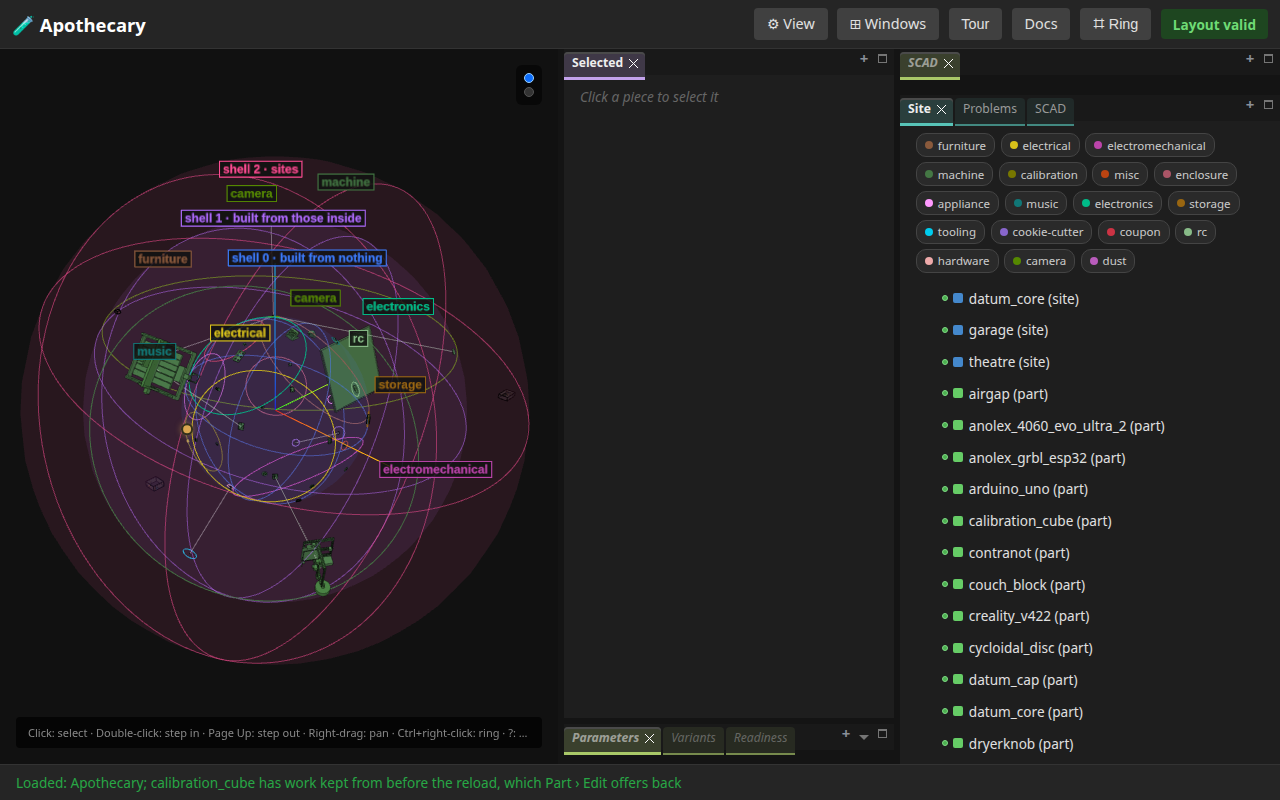 Apothecary
View
Windows
Tour
Docs
Ring
Layout valid
shell 2 · sites
machine
camera
shell 1 · built from those inside
furniture
shell 0 · built from nothing
camera
electronics
electrical
rc
music
storage
electromechanical
Click: select · Double-click: step in · Page Up: step out · Right-drag: pan · Ctrl+right-click: ring · ?: ...
Selected
Click a piece to select it
Parameters Variants Readiness
SCAD
Site Problems SCAD
furniture electrical electromechanical
machine calibration misc enclosure
appliance music electronics storage
tooling cookie-cutter coupon rc
hardware camera dust
datum_core (site)
garage (site)
theatre (site)
airgap (part)
anolex_4060_evo_ultra_2 (part)
anolex_grbl_esp32 (part)
arduino_uno (part)
calibration_cube (part)
contranot (part)
couch_block (part)
creality_v422 (part)
cycloidal_disc (part)
datum_cap (part)
datum_core (part)
dryerknob (part)
Loaded: Apothecary; calibration_cube has work kept from before the reload, which Part › Edit offers back